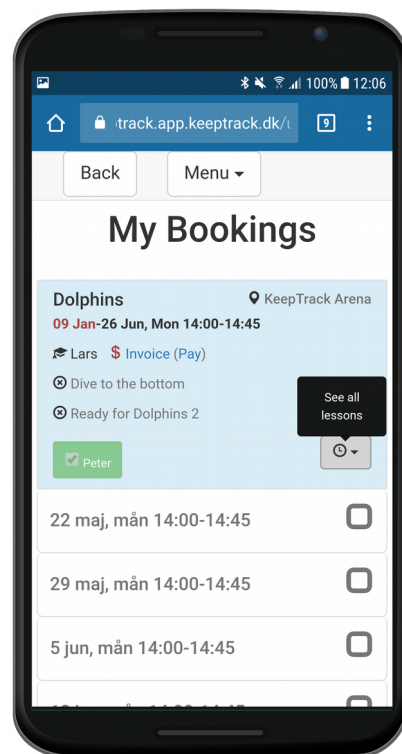 100% 12:06
track.app.keeptrack.dk/ 9
Back Menu
My Bookings
Dolphins KeepTrack Arena
09 Jan-26 Jun, Mon 14:00-14:45
Lars $ Invoice (Pay)
Dive to the bottom
See all
lessons
Ready for Dolphins 2
Peter
22 maj, mån 14:00-14:45
29 maj, mån 14:00-14:45
5 jun, mån 14:00-14:45